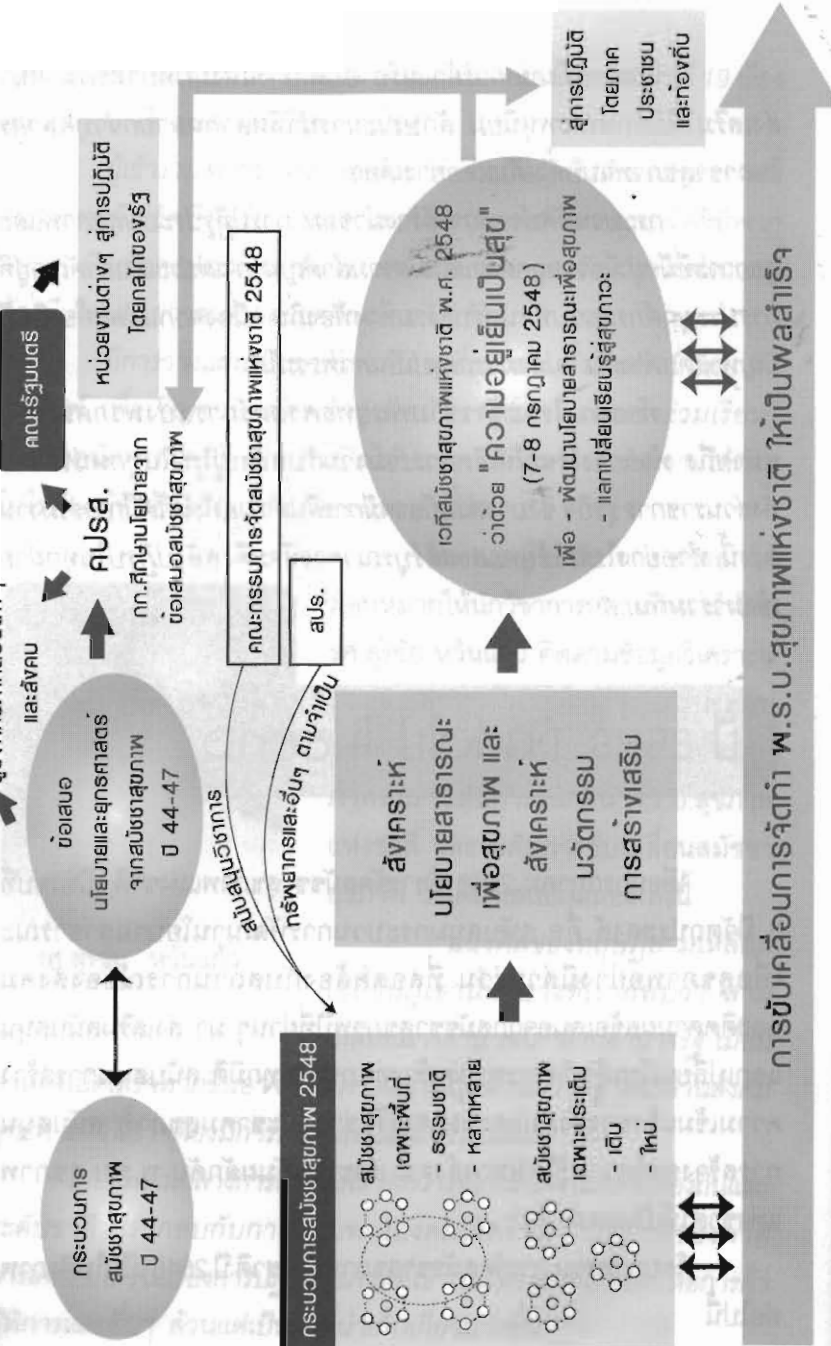 กระบวนการ
สมัชชาสุขภาพ
ปี 44-47
ข้อเสนอ
นโยบายและยุทธศาสตร์
จากสมัชชาสุขภาพ
ปี 44-47
และสังคม
คปรส.
กก.ที่ดูนโยบายจาก
ข้อเสนอสมัชชาสุขภาพ
คณะรัฐมนตรี
หน่วยงานต่างๆ สู่การปฏิบัติ
โดยกลไกของรัฐ
คณะกรรมการจัดสมัชชาสุขภาพแห่งชาติ 2548
สปรส.
สนับสนุนวิชาการ
ทรัพยากรและอื่นๆ ตามจำเป็น
กระบวนการสมัชชาสุขภาพ 2548
สมัชชาสุขภาพ
เฉพาะพื้นที่
- ธรรมชาติ
หลากหลาย
สมัชชาสุขภาพ
เฉพาะประเด็น
- เดิม
- ใหม่
สังเคราะห์
นโยบายสาธารณะ
เพื่อสุขภาพ และ
สังเคราะห์
นวัตกรรม
การสร้างเสริม
เวทีสมัชชาสุขภาพแห่งชาติ พ.ศ. 2548
ว่าด้วย "ความอยู่เย็นเป็นสุข"
(7-8 กรกฎาคม 2548)
เพื่อ - พัฒนานโยบายสาธารณะเพื่อสุขภาพ
และแลกเปลี่ยนเรียนรู้สู่สุขภาวะ
สู่การปฏิบัติ
โดยภาค
ประชาชน
และท้องถิ่น
การขับเคลื่อนการจัดทำ พ.ร.บ.สุขภาพแห่งชาติ ให้เป็นผลสำเร็จ